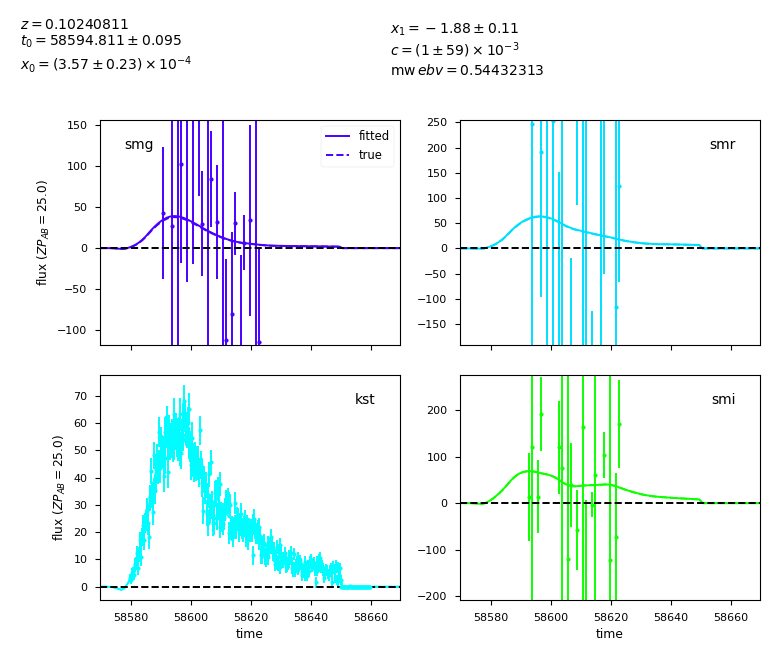 z = 0.10240811
t₀ = 58594.811 ± 0.095
x₀ = (3.57 ± 0.23) × 10⁻⁴
x₁ = −1.88 ± 0.11
c = (1 ± 59) × 10⁻³
mw ebv = 0.54432313
smg
fitted
true
flux (ZP_AB = 25.0)
150
100
50
0
−50
−100
smr
250
200
150
100
50
0
−50
−100
−150
kst
flux (ZP_AB = 25.0)
70
60
50
40
30
20
10
0
58580 58600 58620 58640 58660
time
smi
200
100
0
−100
−200
58580 58600 58620 58640 58660
time